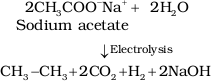 2CH₃COO⁻Na⁺ + 2H₂O
Sodium acetate
↓ Electrolysis
CH₃−CH₃+2CO₂+H₂+2NaOH